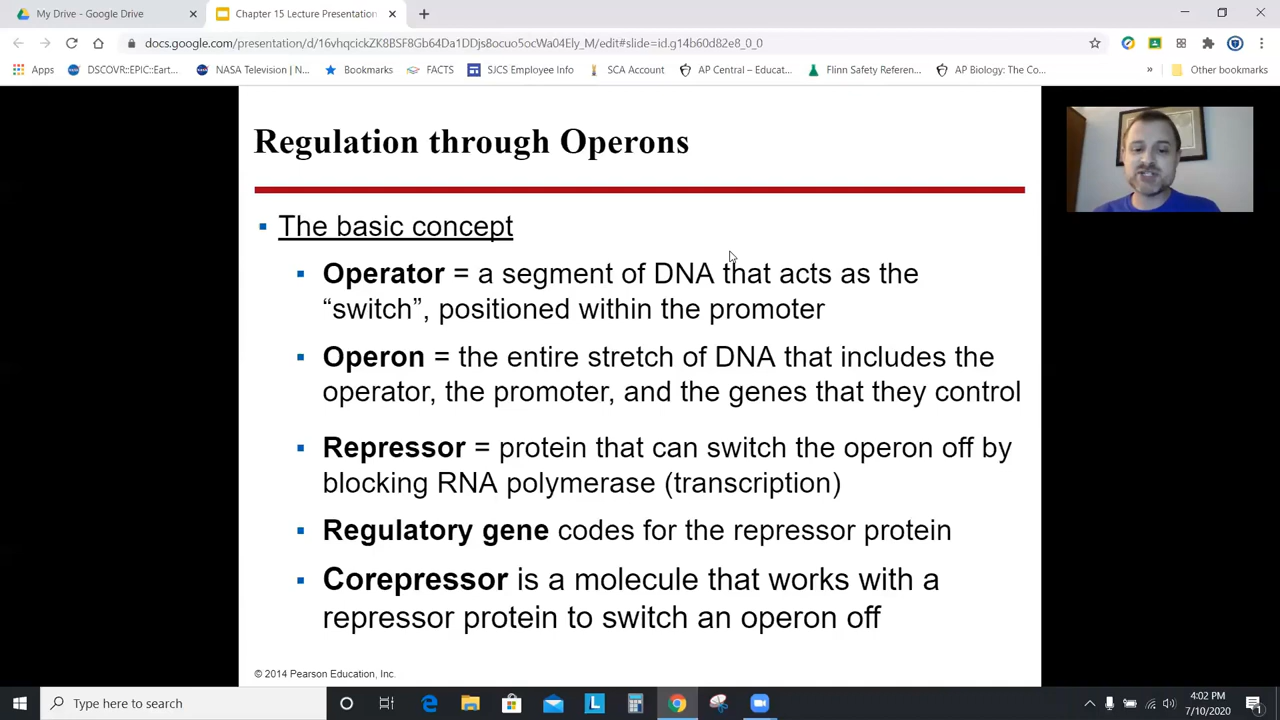 My Drive - Google Drive
Chapter 15 Lecture Presentation
docs.google.com/presentation/d/16vhqcickZK8BSF8GD64D1DDDjs8ocuo5ocWa04Ely_M/edit#slide=id.g14b60d82e8_0_0
Apps
DSCOVR::EPIC::Eart...
NASA Television | N...
Bookmarks
FACTS
SJCS Employee Info
SCA Account
AP Central – Educat...
Flinn Safety Referen...
AP Biology: The Co...
»
Other bookmarks
Regulation through Operons
▪ The basic concept
▪ Operator = a segment of DNA that acts as the
“switch”, positioned within the promoter
▪ Operon = the entire stretch of DNA that includes the
operator, the promoter, and the genes that they control
▪ Repressor = protein that can switch the operon off by
blocking RNA polymerase (transcription)
▪ Regulatory gene codes for the repressor protein
▪ Corepressor is a molecule that works with a
repressor protein to switch an operon off
© 2014 Pearson Education, Inc.
Type here to search
L
4:02 PM
7/10/2020
1